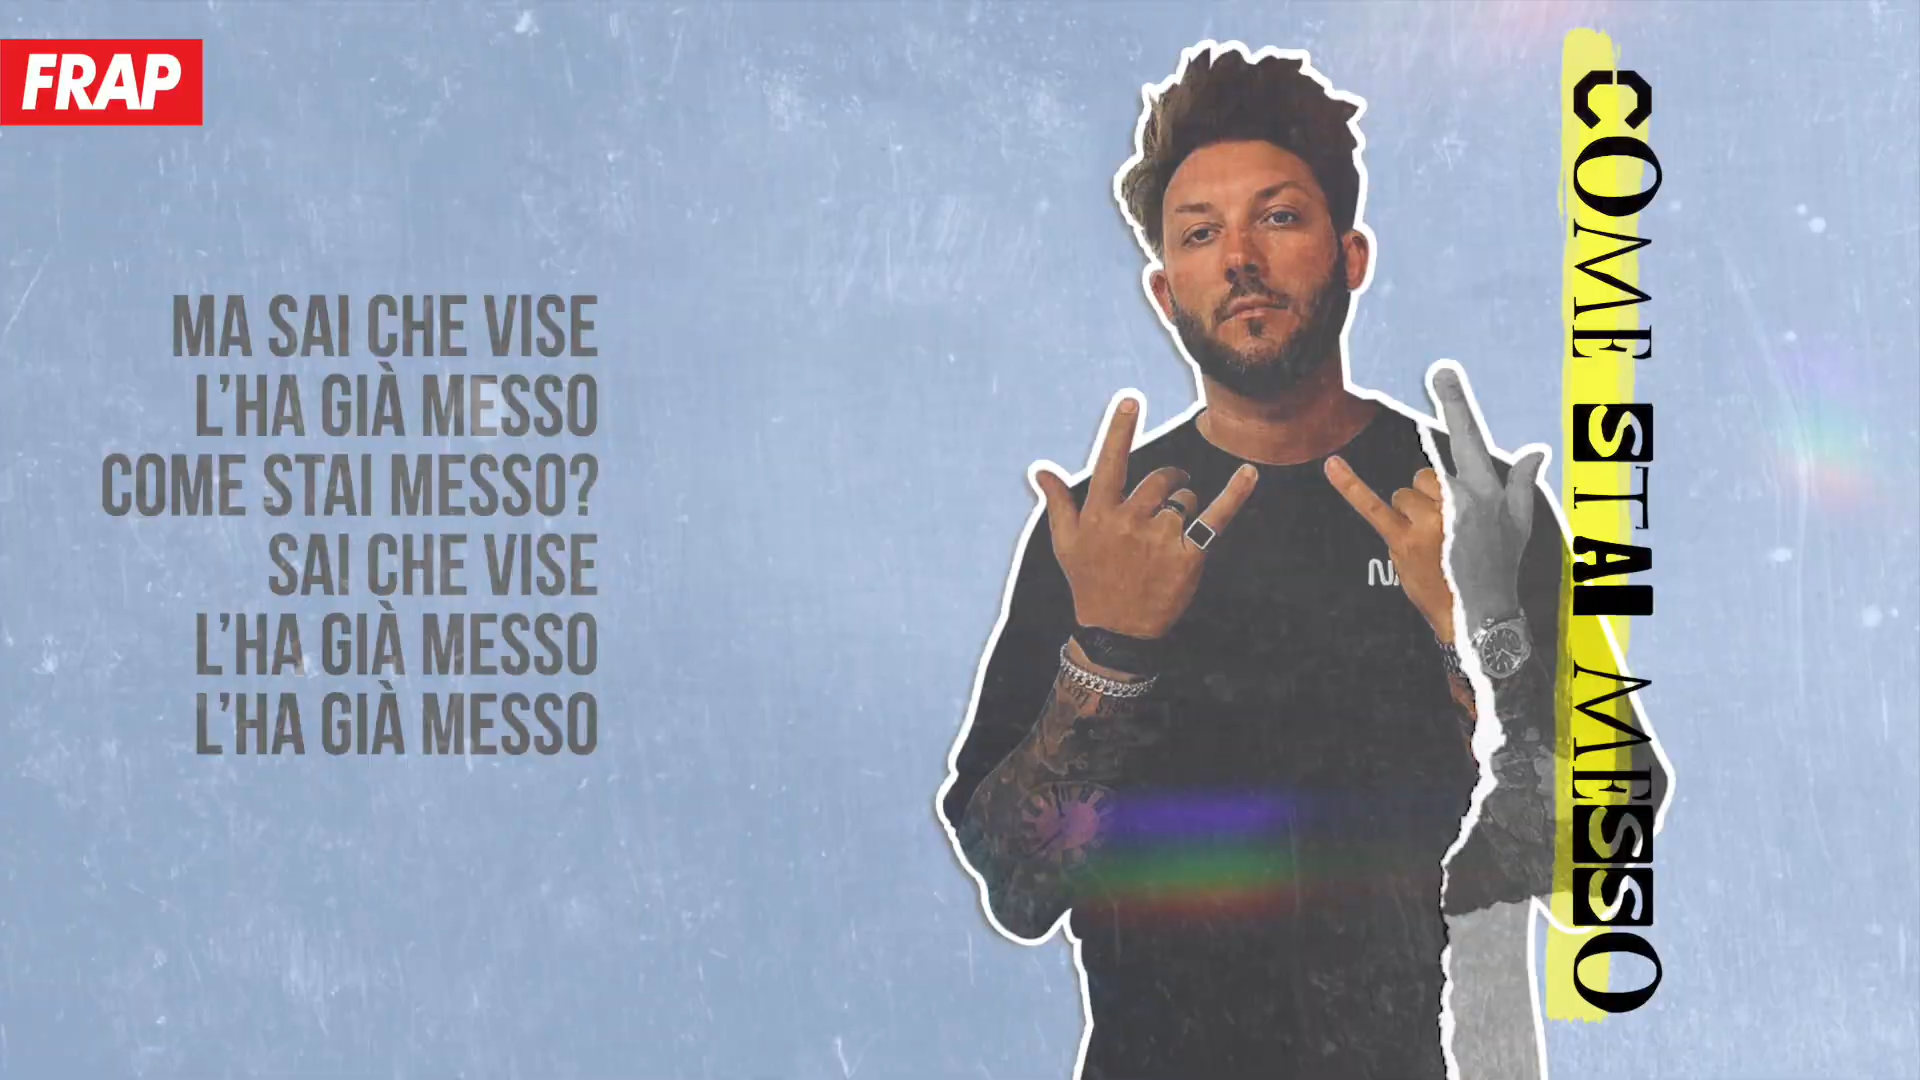 FRAP
MA SAI CHE VISE
L'HA GIÀ MESSO
COME STAI MESSO?
SAI CHE VISE
L'HA GIÀ MESSO
L'HA GIÀ MESSO
COME STAI MESSO